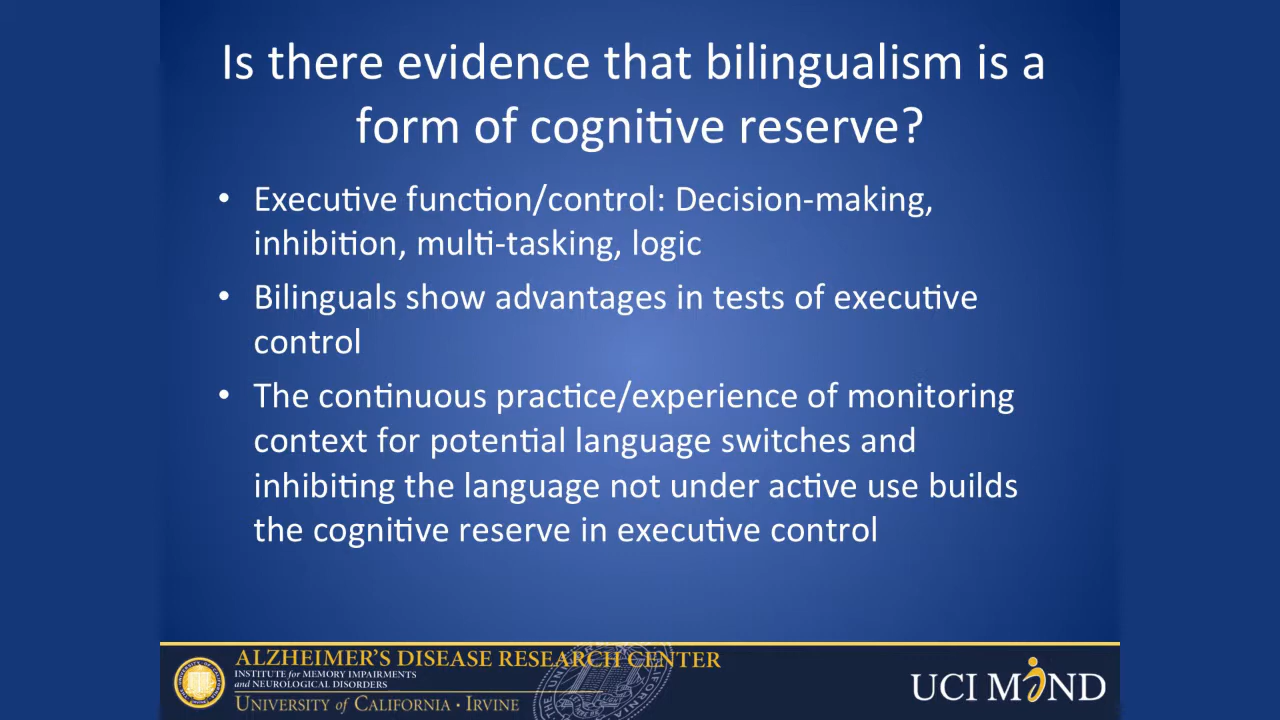 Is there evidence that bilingualism is a
form of cognitive reserve?
• Executive function/control: Decision-making,
inhibition, multi-tasking, logic
• Bilinguals show advantages in tests of executive
control
• The continuous practice/experience of monitoring
context for potential language switches and
inhibiting the language not under active use builds
the cognitive reserve in executive control
ALZHEIMER'S DISEASE RESEARCH CENTER
INSTITUTE for MEMORY IMPAIRMENTS
and NEUROLOGICAL DISORDERS
UNIVERSITY of CALIFORNIA • IRVINE
UCI MIND